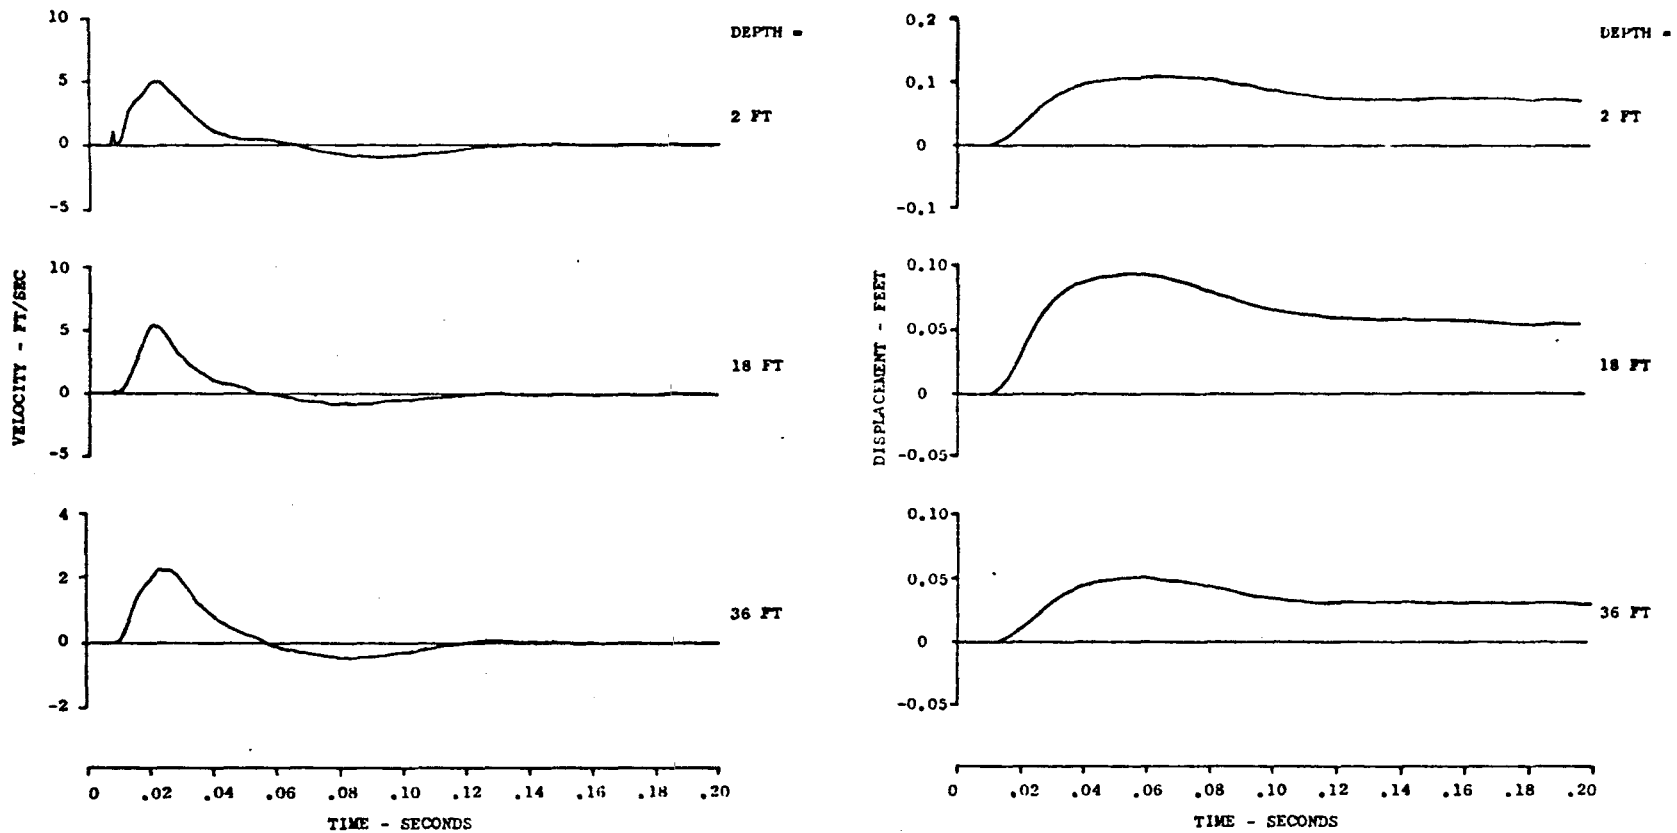 10
5
0
-5
DEPTH =
2 FT
10
5
0
-5
18 FT
4
2
0
-2
36 FT
VELOCITY - FT/SEC
0 .02 .04 .06 .08 .10 .12 .14 .16 .18 .20
TIME - SECONDS
0.2
0.1
0
-0.1
DEPTH =
2 FT
0.10
0.05
0
-0.05
18 FT
0.10
0.05
0
-0.05
36 FT
DISPLACEMENT - FEET
0 .02 .04 .06 .08 .10 .12 .14 .16 .18 .20
TIME - SECONDS